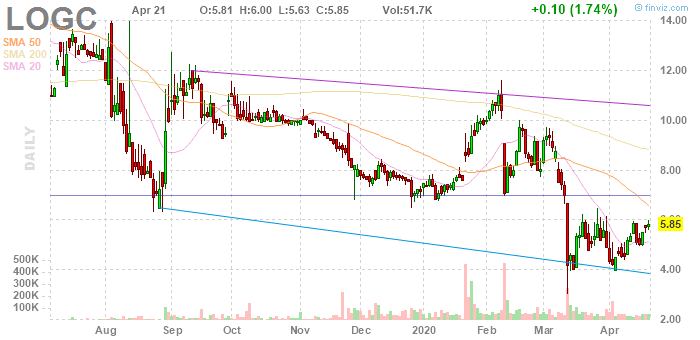 LOGC Apr 21 O:5.81 H:6.00 L:5.63 C:5.85 Vol:51.7K +0.10 (1.74%) © finviz.com
SMA 50
SMA 200
SMA 20
DAILY
14.00
12.00
10.00
8.00
5.85
4.00
2.00
500K
400K
300K
200K
100K
Aug Sep Oct Nov Dec 2020 Feb Mar Apr